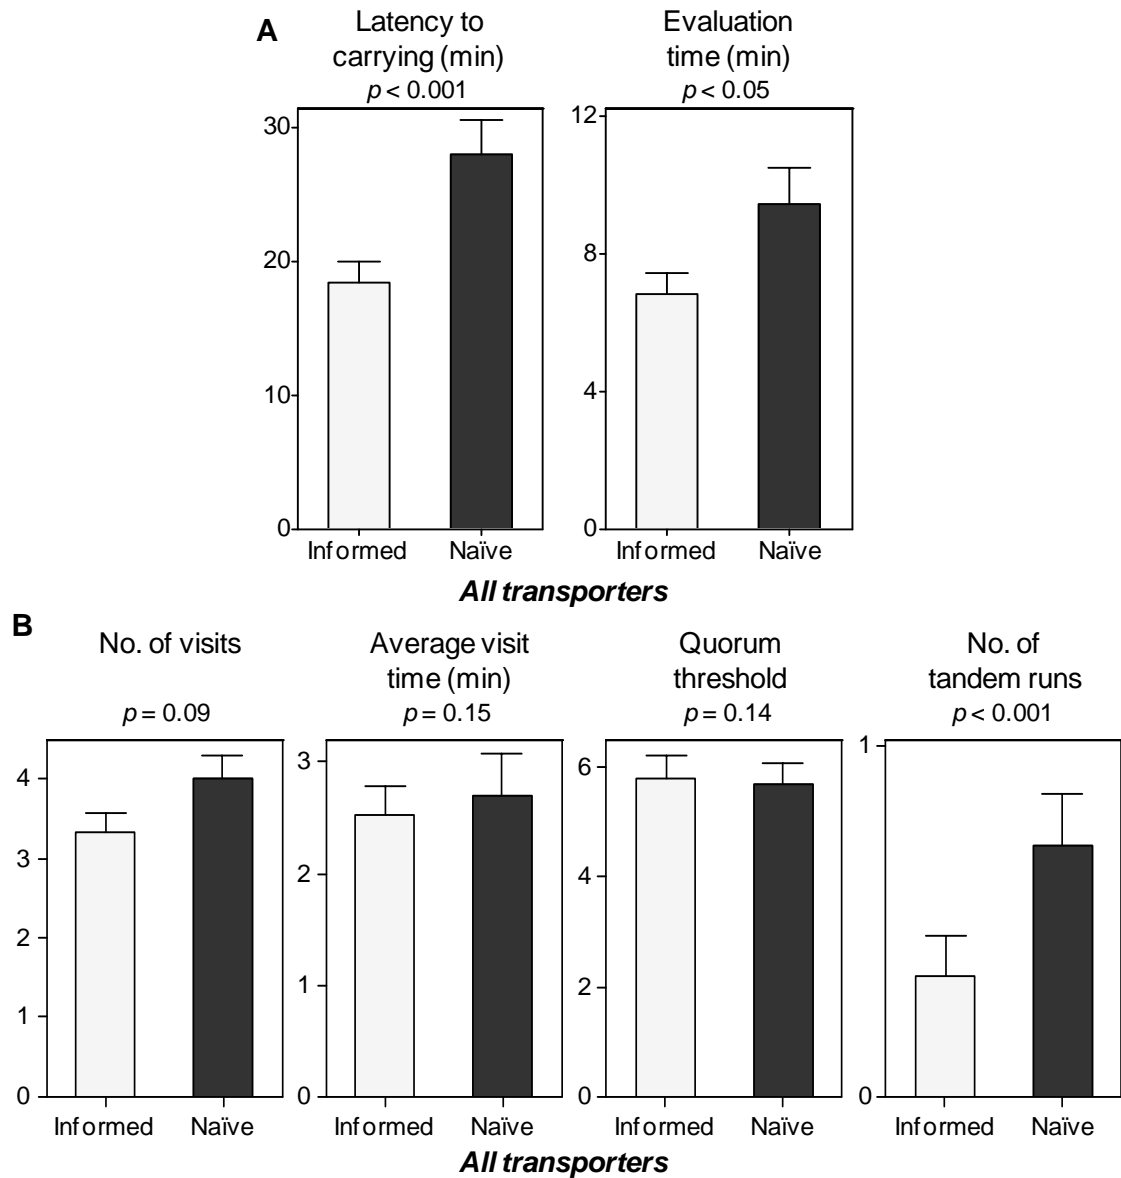 A
Latency to
carrying (min)
p < 0.001
30
20
10
0
Informed Naïve
Evaluation
time (min)
p < 0.05
12
8
4
0
Informed Naïve
All transporters
B
No. of visits
p = 0.09
4
3
2
1
0
Informed Naïve
Average visit
time (min)
p = 0.15
3
2
1
0
Informed Naïve
Quorum
threshold
p = 0.14
6
4
2
0
Informed Naïve
No. of
tandem runs
p < 0.001
1
0
Informed Naïve
All transporters